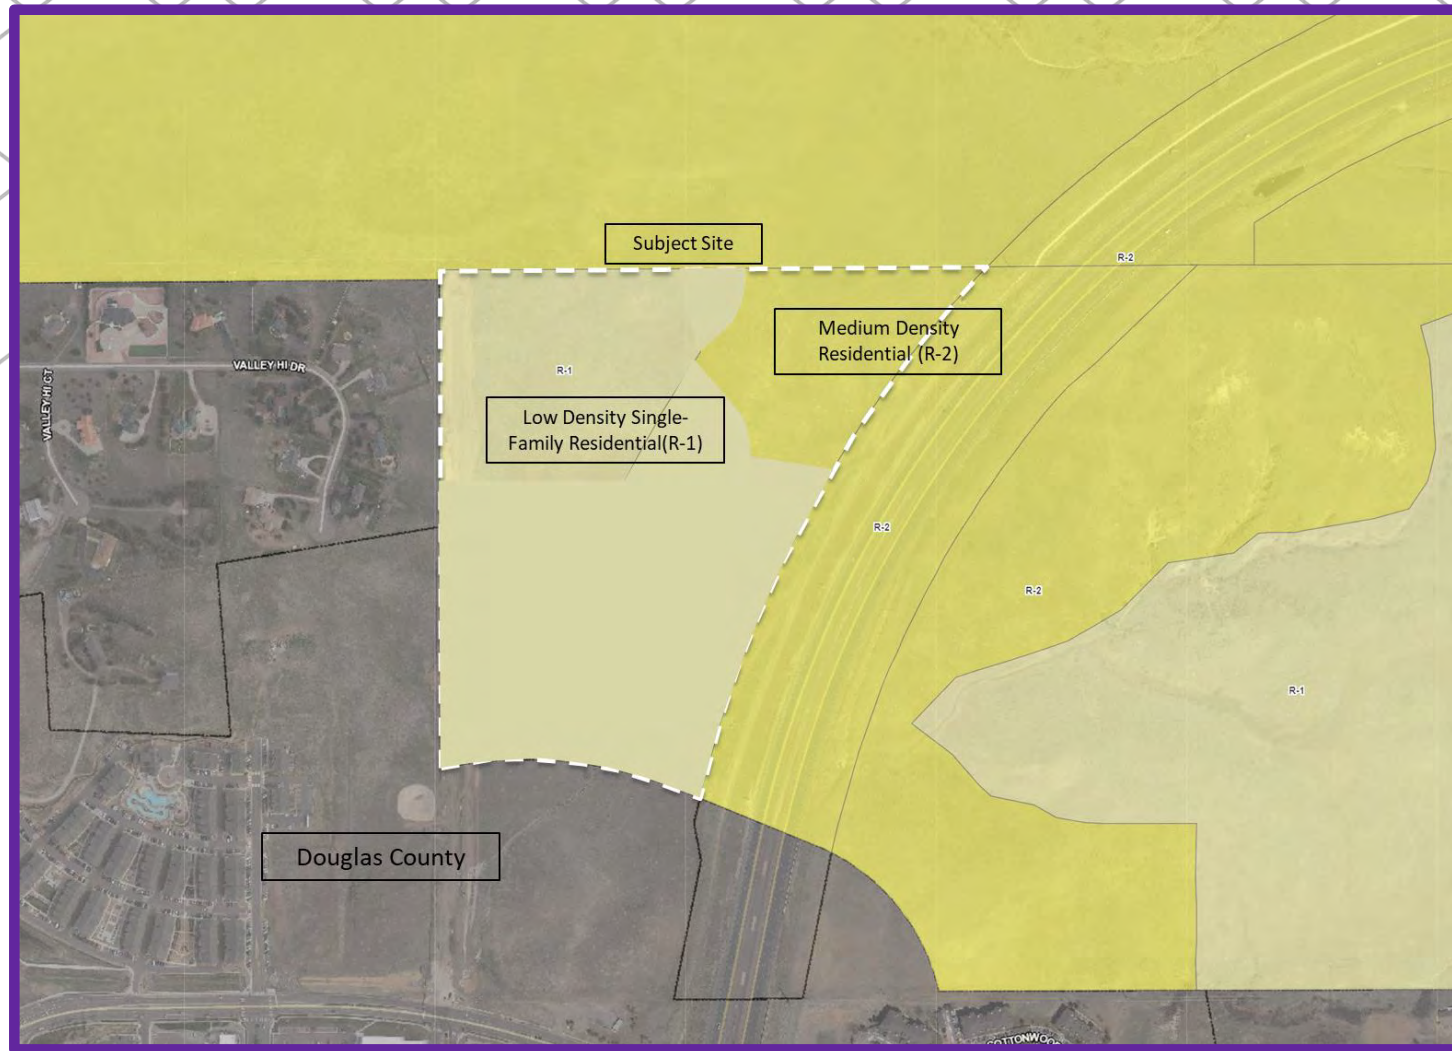 Subject Site
R-2
Medium Density
Residential (R-2)
VALLEY HI DR
R-1
VALLEY HI CT
Low Density Single-
Family Residential(R-1)
R-2
R-2
R-1
Douglas County